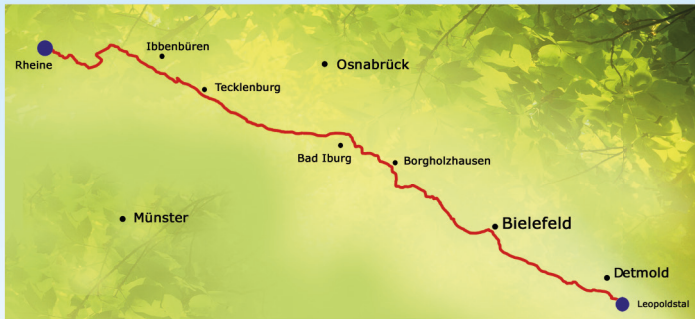 Ibbenbüren
Rheine
Osnabrück
Tecklenburg
Bad Iburg
Borgholzhausen
Münster
Bielefeld
Detmold
Leopoldstal